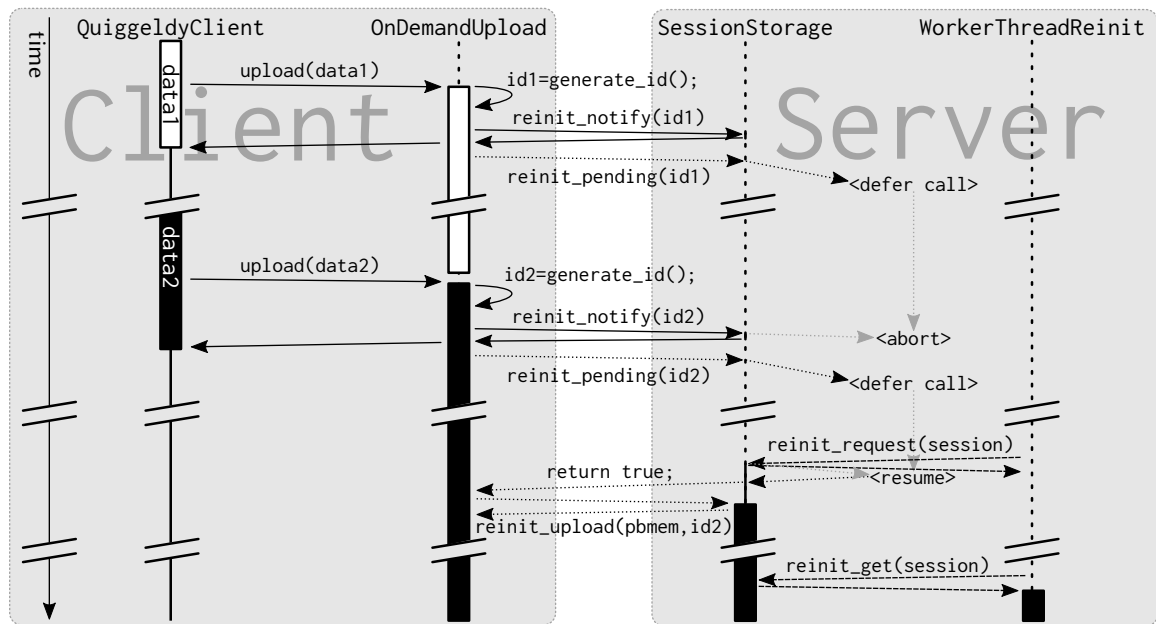 QuiggeldyClient
OnDemandUpload
SessionStorage
WorkerThreadReinit
time
Client
Server
data1
upload(data1)
id1=generate_id();
reinit_notify(id1)
reinit_pending(id1)
<defer call>
data2
upload(data2)
id2=generate_id();
reinit_notify(id2)
<abort>
reinit_pending(id2)
<defer call>
reinit_request(session)
return true;
<resume>
reinit_upload(pbmem,id2)
reinit_get(session)